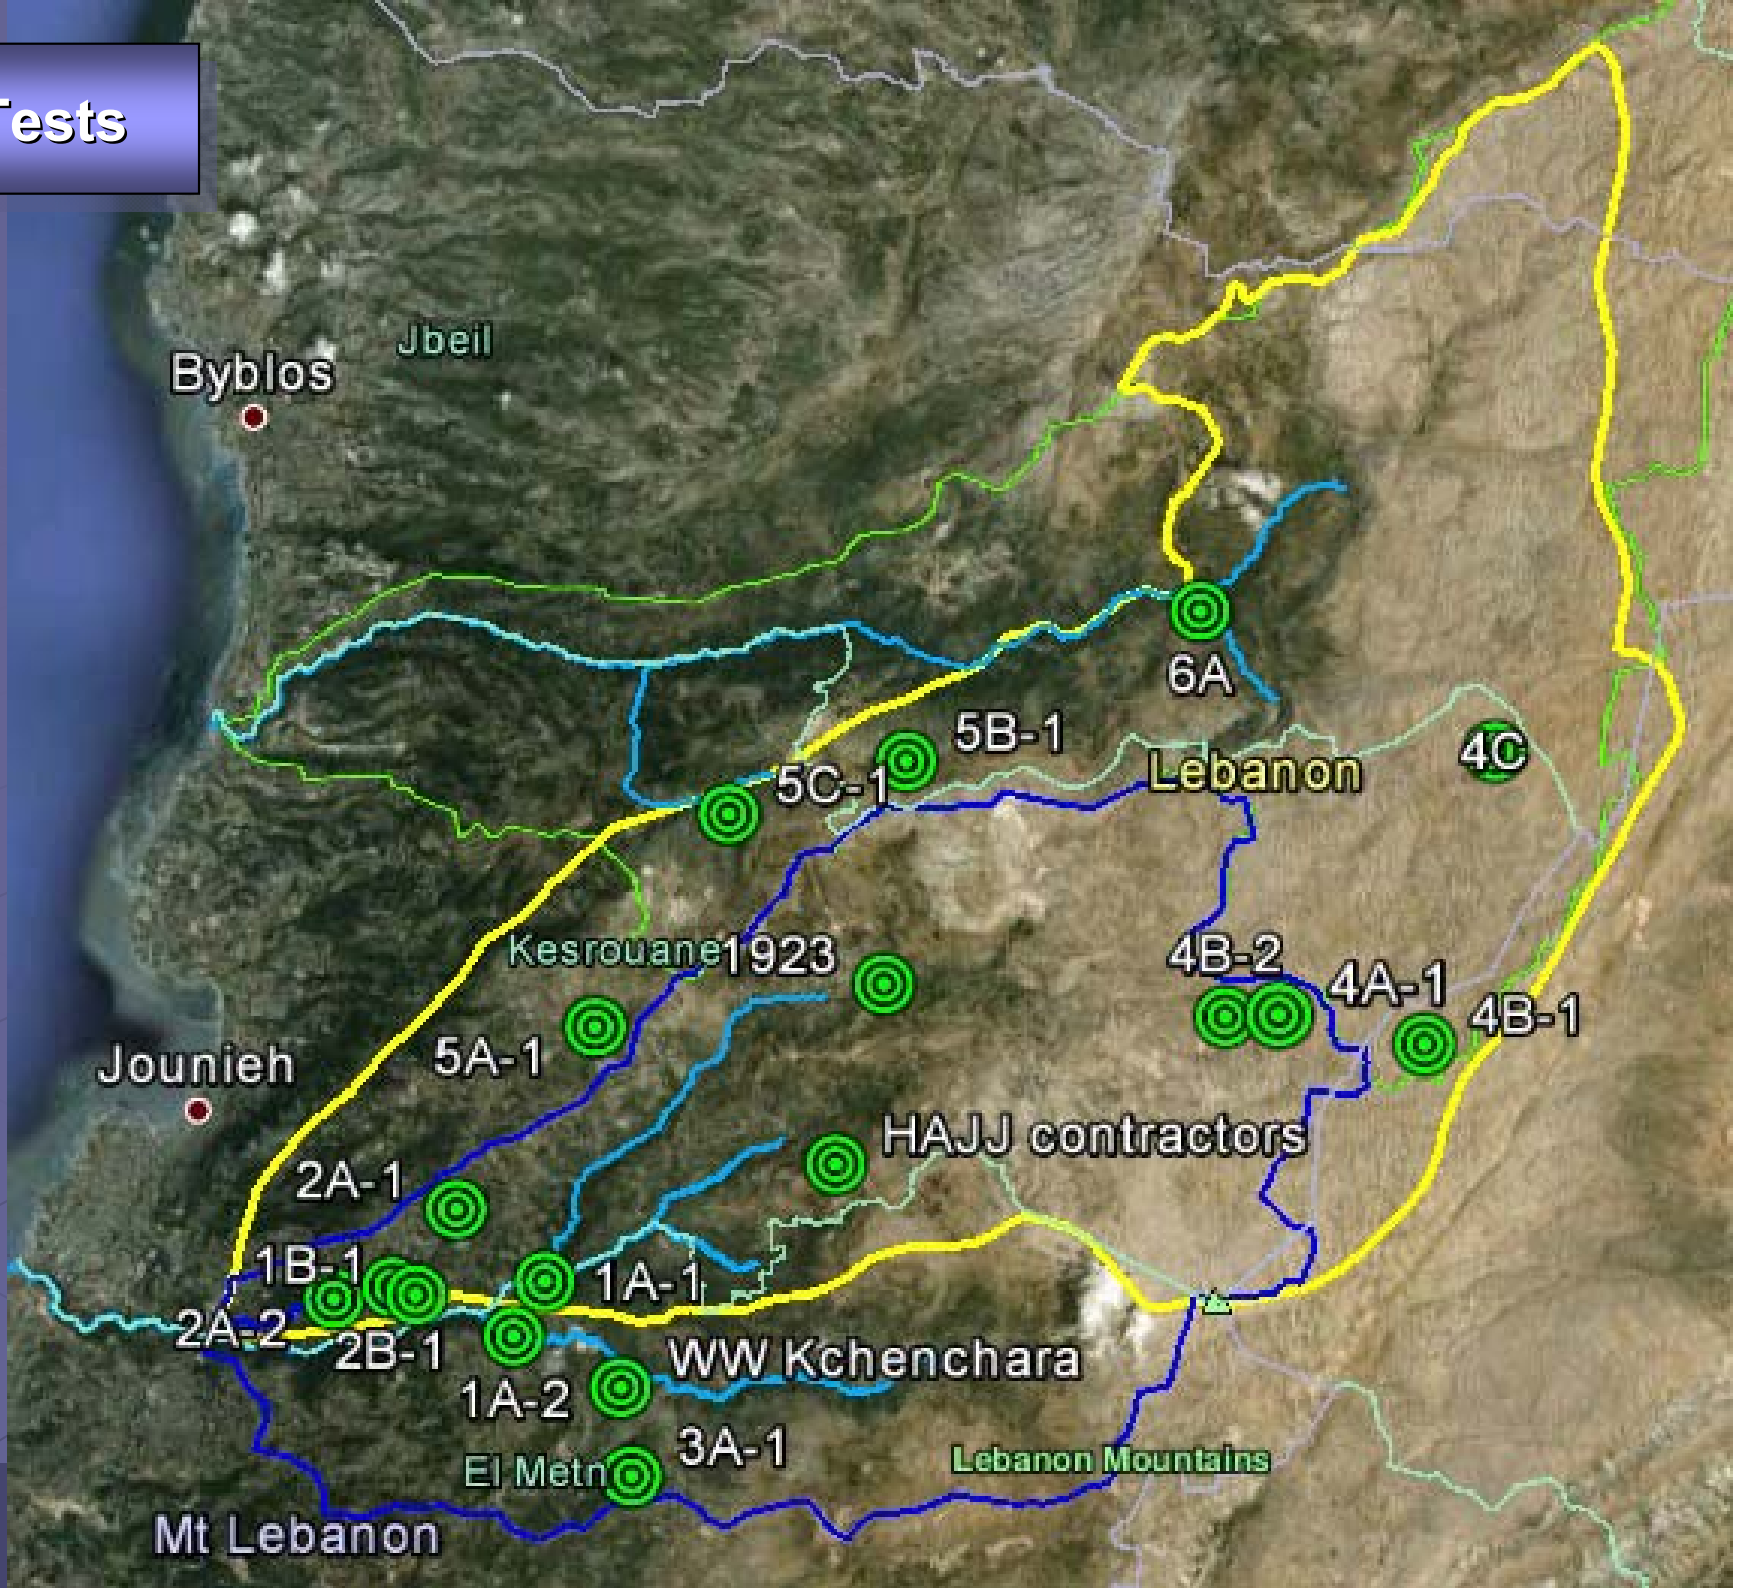 Tests
Jbeil
Byblos
6A
5B-1
4C
Lebanon
5C-1
Kesrouane
1923
4B-2
4A-1
4B-1
5A-1
Jounieh
HAJJ contractors
2A-1
1B-1
1A-1
2A-2
2B-1
WW Kchenchara
1A-2
3A-1
El Metn
Lebanon Mountains
Mt Lebanon